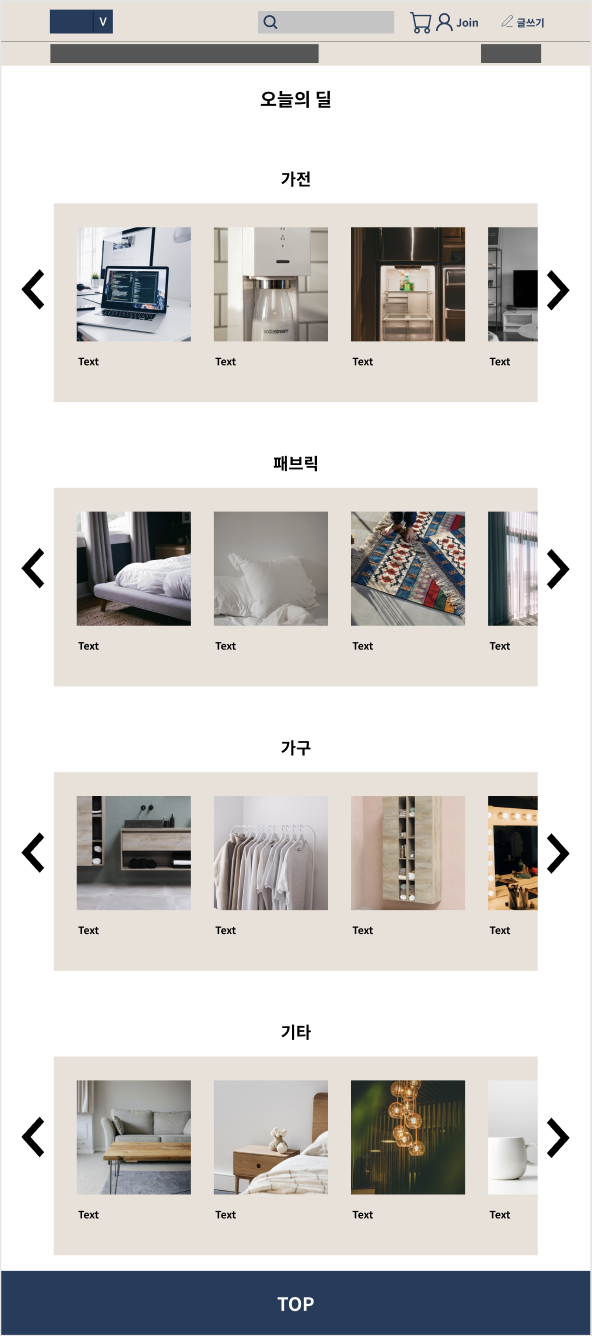 V
Join
글쓰기
오늘의 딜
가전
Text
Text
Text
Text
패브릭
Text
Text
Text
Text
가구
Text
Text
Text
Text
기타
Text
Text
Text
Text
TOP